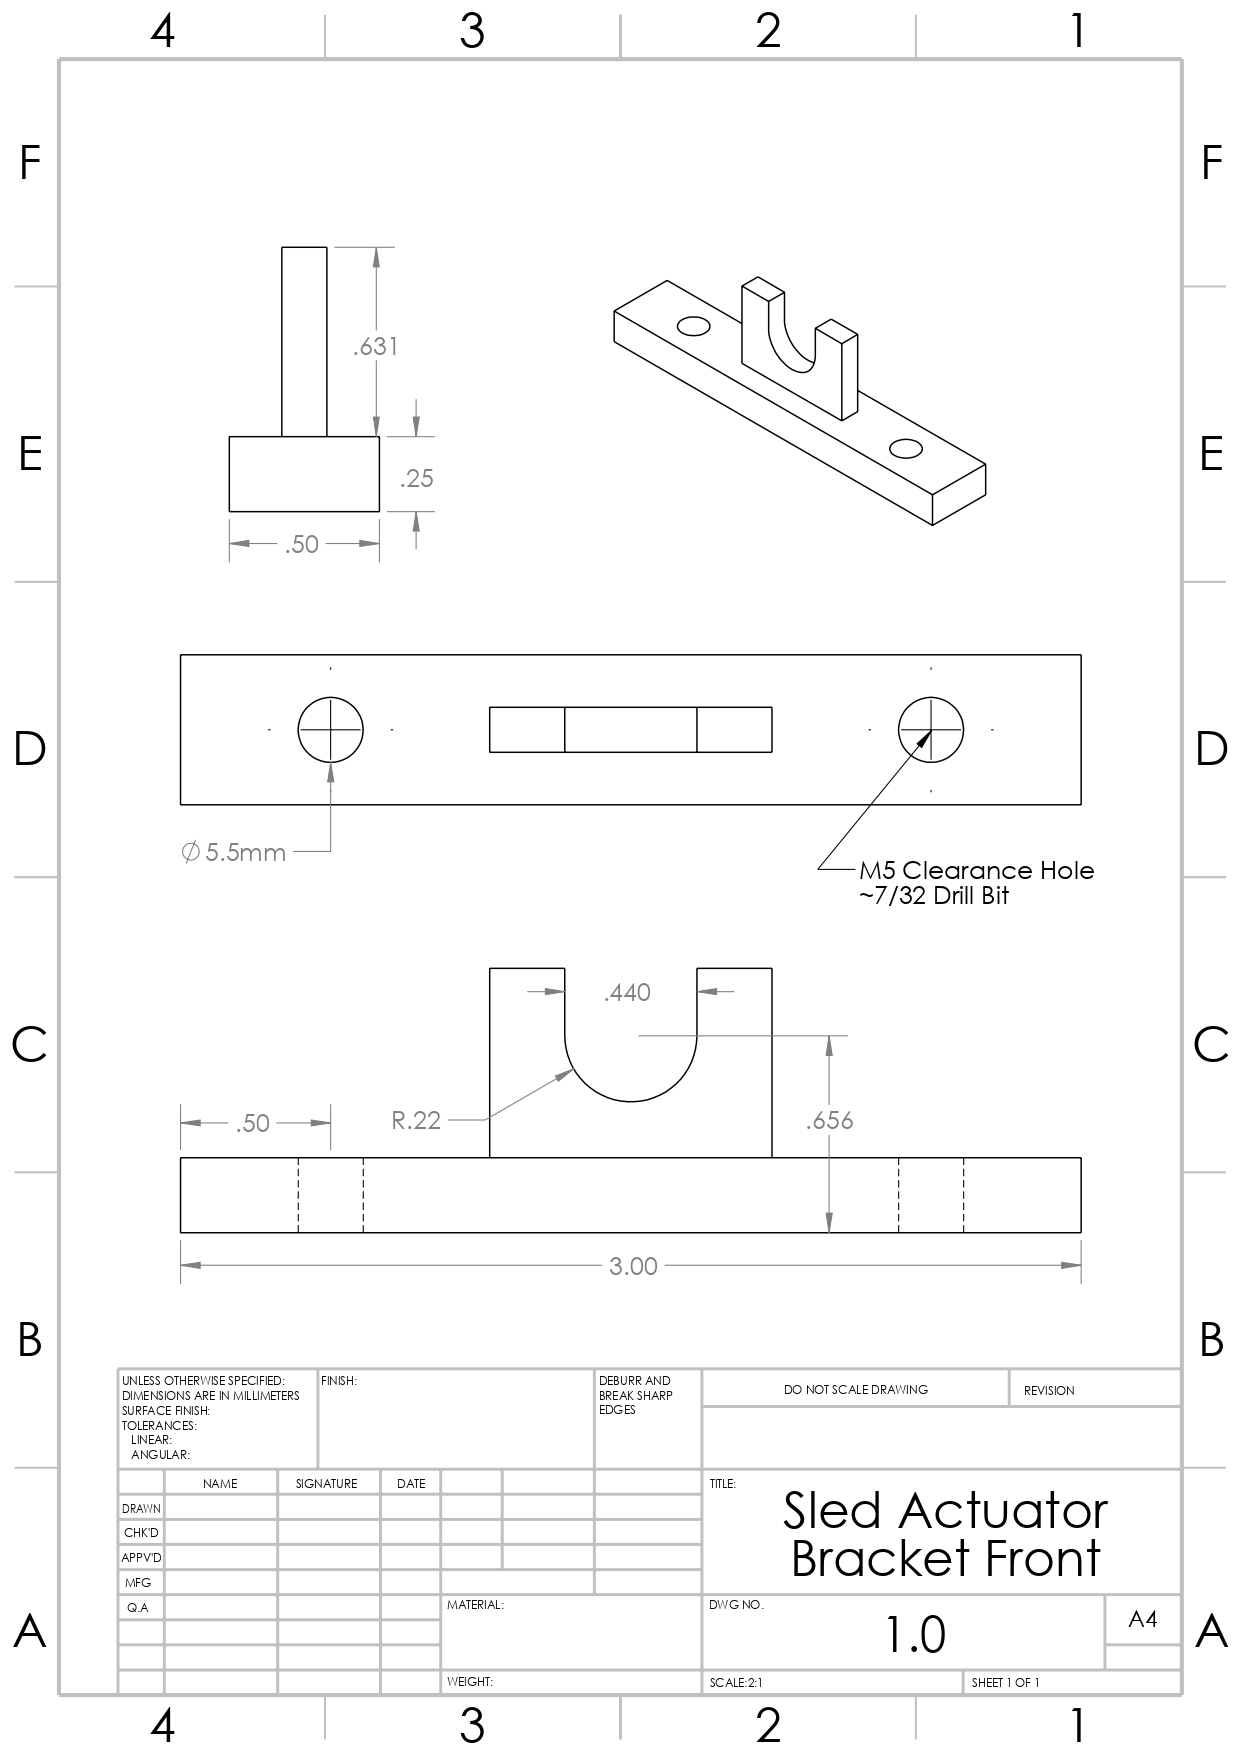 4 3 2 1
F F
.631
E E
.25
.50
D D
∅ 5.5mm
M5 Clearance Hole
~7/32 Drill Bit
.440
C C
.50 R.22 .656
3.00
B B
UNLESS OTHERWISE SPECIFIED:
DIMENSIONS ARE IN MILLIMETERS
SURFACE FINISH:
TOLERANCES:
LINEAR:
ANGULAR:
FINISH:
DEBURR AND
BREAK SHARP
EDGES
DO NOT SCALE DRAWING
REVISION
NAME SIGNATURE DATE
DRAWN
CHK'D
APPV'D
MFG
Q.A
TITLE:
Sled Actuator
Bracket Front
MATERIAL:
DWG NO.
1.0
A4
A A
WEIGHT:
SCALE:2:1
SHEET 1 OF 1
4 3 2 1